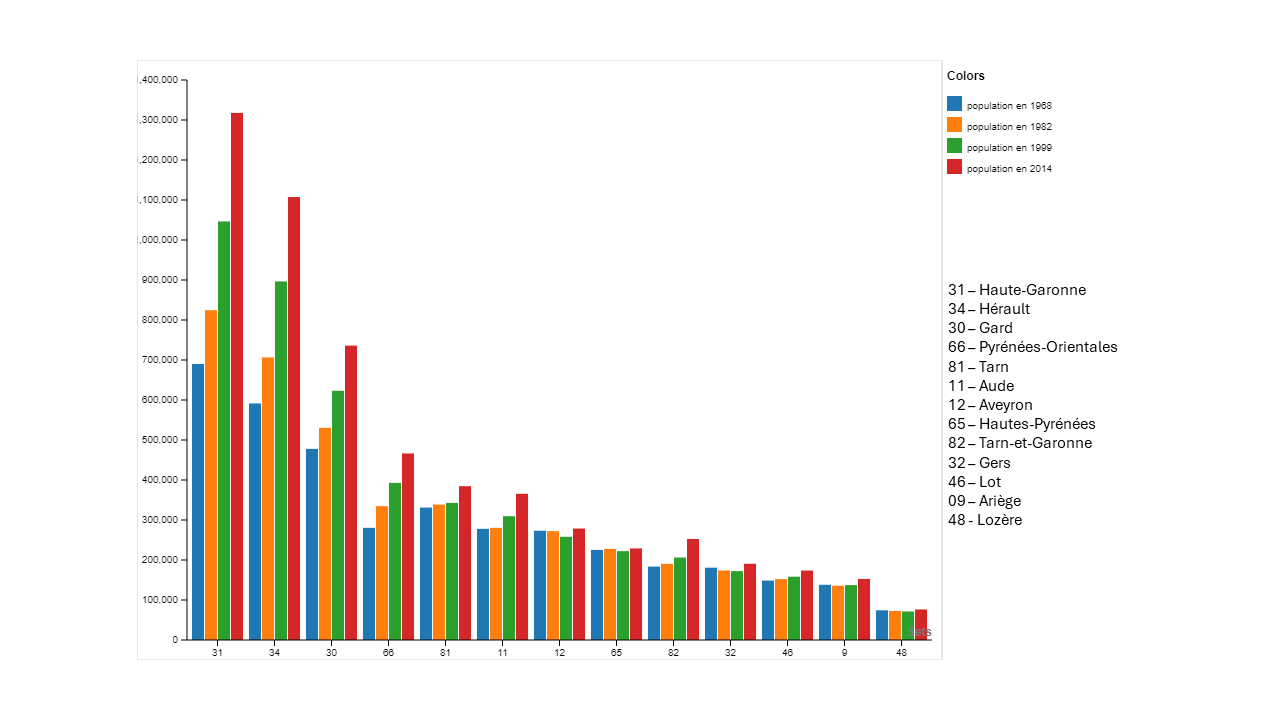 ,400,000
,300,000
,200,000
,100,000
,000,000
900,000
800,000
700,000
600,000
500,000
400,000
300,000
200,000
100,000
0
31 34 30 66 81 11 12 65 82 32 46 9 48
Colors
population en 1968
population en 1982
population en 1999
population en 2014
31 – Haute-Garonne
34 – Hérault
30 – Gard
66 – Pyrénées-Orientales
81 – Tarn
11 – Aude
12 – Aveyron
65 – Hautes-Pyrénées
82 – Tarn-et-Garonne
32 – Gers
46 – Lot
09 – Ariège
48 - Lozère